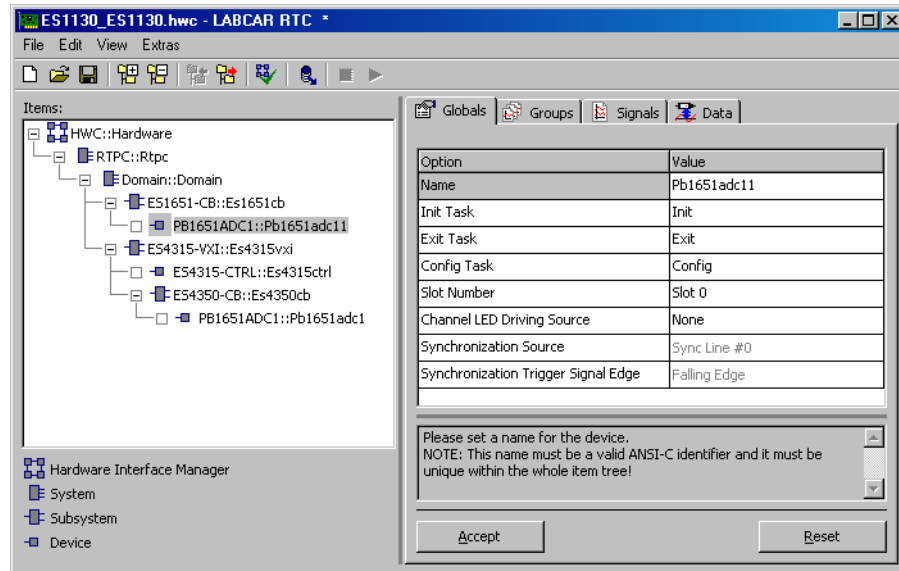 ES1130_ES1130.hwc - LABCAR RTC *
File Edit View Extras
Items:
HWC::Hardware
RTPC::Rtpc
Domain::Domain
ES1651-CB::Es1651cb
PB1651ADC1::Pb1651adc11
ES4315-VXI::Es4315vxi
ES4315-CTRL::Es4315ctrl
ES4350-CB::Es4350cb
PB1651ADC1::Pb1651adc1
Hardware Interface Manager
System
Subsystem
Device
Globals Groups Signals Data
Option Value
Name Pb1651adc11
Init Task Init
Exit Task Exit
Config Task Config
Slot Number Slot 0
Channel LED Driving Source None
Synchronization Source Sync Line #0
Synchronization Trigger Signal Edge Falling Edge
Please set a name for the device.
NOTE: This name must be a valid ANSI-C identifier and it must be
unique within the whole item tree!
Accept Reset